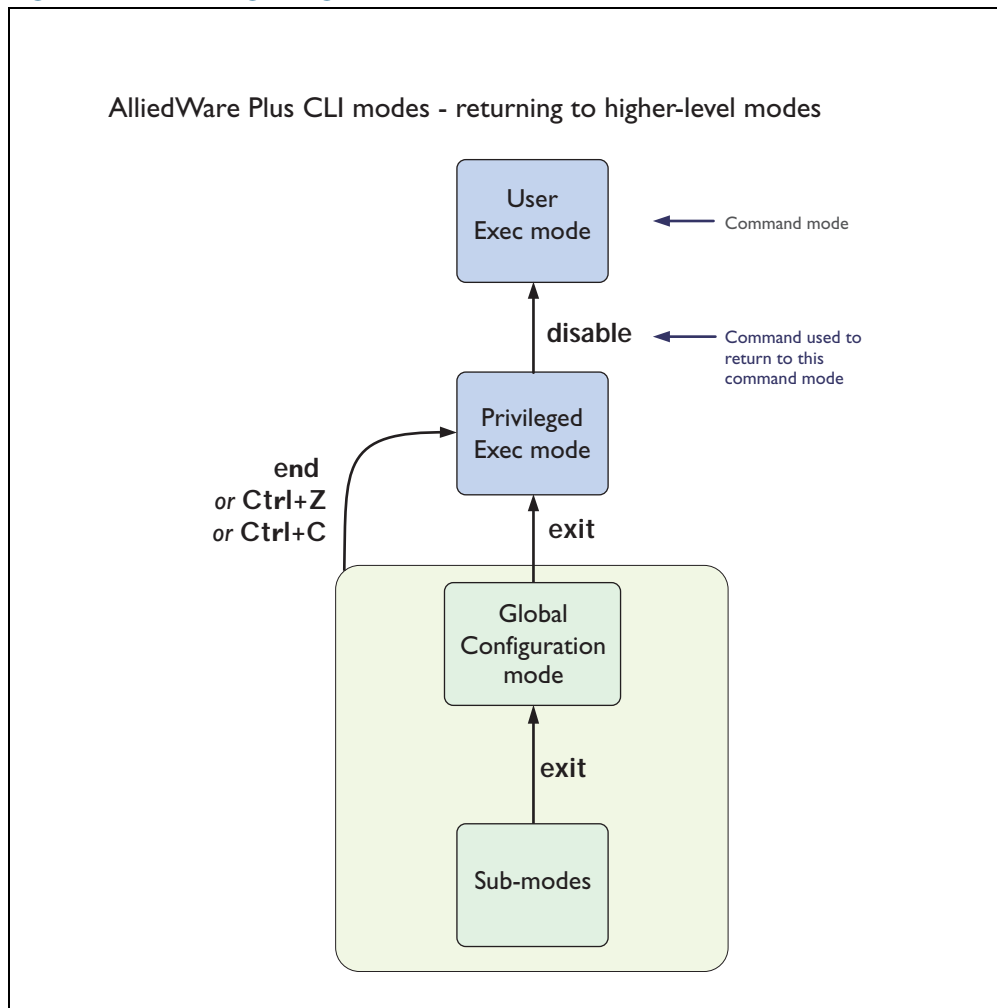 AlliedWare Plus CLI modes - returning to higher-level modes
User
Exec mode
Command mode
disable
Command used to
return to this
command mode
Privileged
Exec mode
end
or Ctrl+Z
or Ctrl+C
exit
Global
Configuration
mode
exit
Sub-modes